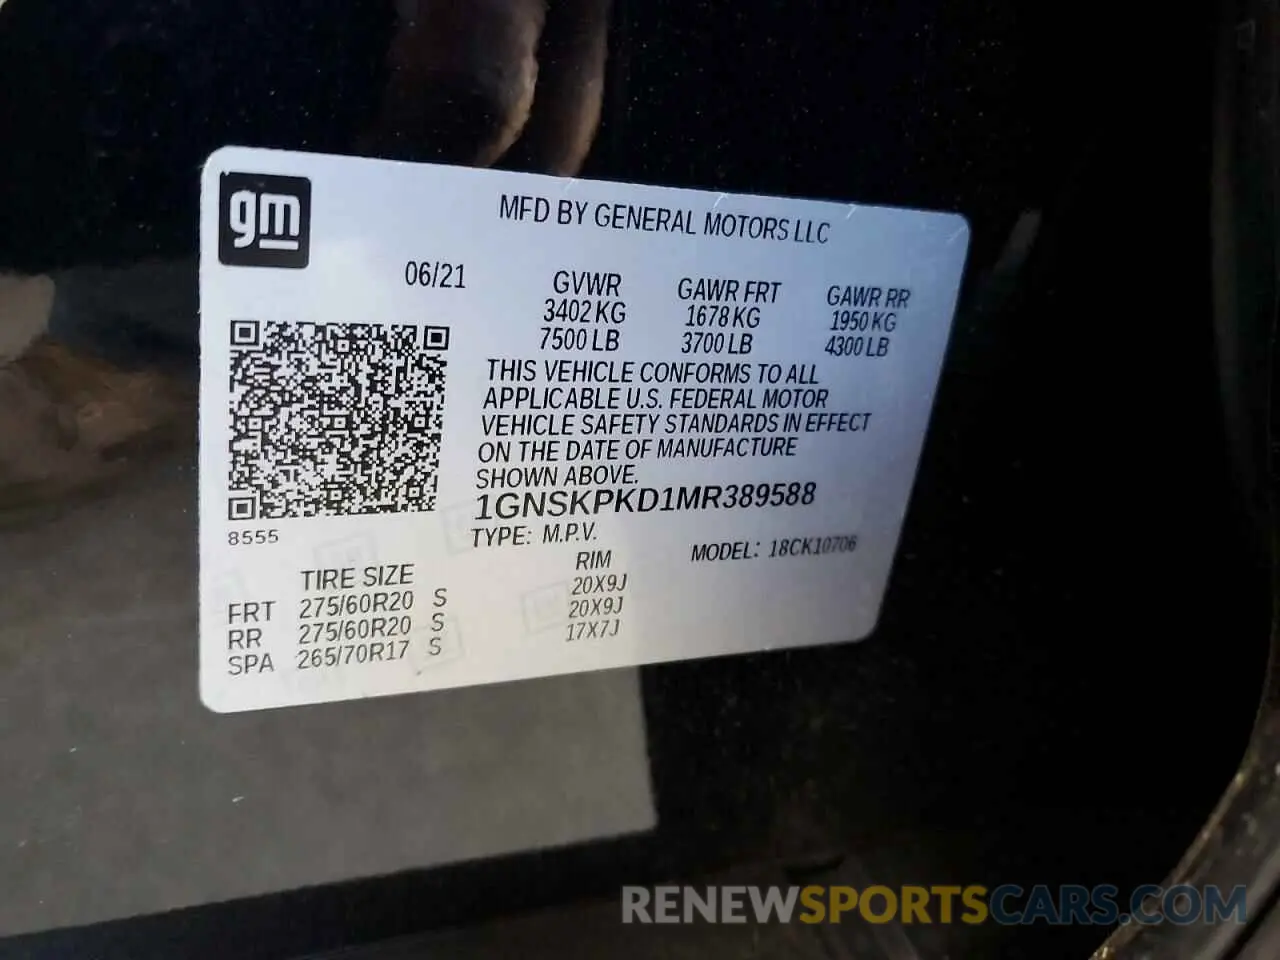 gm
MFD BY GENERAL MOTORS LLC
06/21
GVWR GAWR FRT GAWR RR
3402 KG 1678 KG 1950 KG
7500 LB 3700 LB 4300 LB
THIS VEHICLE CONFORMS TO ALL
APPLICABLE U.S. FEDERAL MOTOR
VEHICLE SAFETY STANDARDS IN EFFECT
ON THE DATE OF MANUFACTURE
SHOWN ABOVE.
1GNSKPKD1MR389588
8555
TYPE: M.P.V. MODEL: 18CK10706
TIRE SIZE RIM
FRT 275/60R20 S 20X9J
RR 275/60R20 S 20X9J
SPA 265/70R17 S 17X7J
RENEWSPORTSCARS.COM